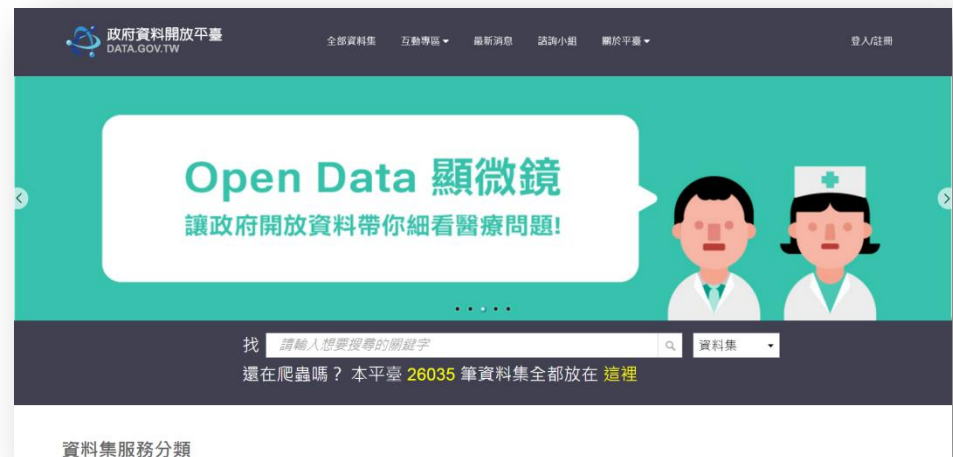 政府資料開放平臺
DATA.GOV.TW
全部資料集 互動專區 最新消息 諮詢小組 關於平臺 登入/註冊
Open Data 顯微鏡
讓政府開放資料帶你細看醫療問題!
找 請輸入想要搜尋的關鍵字 資料集
還在爬蟲嗎？ 本平臺 26035 筆資料集全都放在 這裡
資料集服務分類